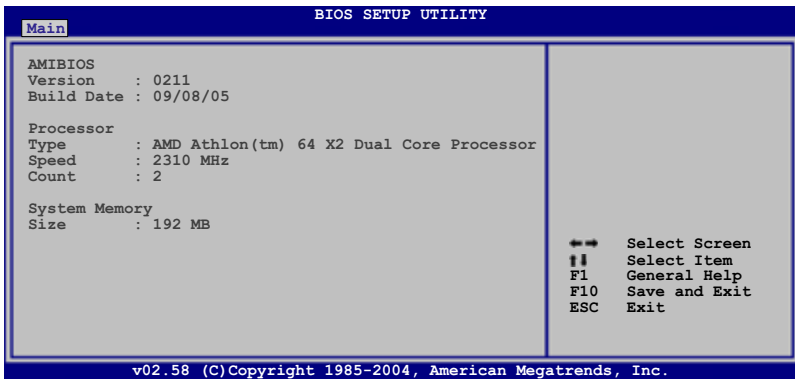 BIOS SETUP UTILITY
Main
AMIBIOS
Version : 0211
Build Date : 09/08/05
Processor
Type : AMD Athlon(tm) 64 X2 Dual Core Processor
Speed : 2310 MHz
Count : 2
System Memory
Size : 192 MB
Select Screen
Select Item
F1 General Help
F10 Save and Exit
ESC Exit
v02.58 (C)Copyright 1985-2004, American Megatrends, Inc.